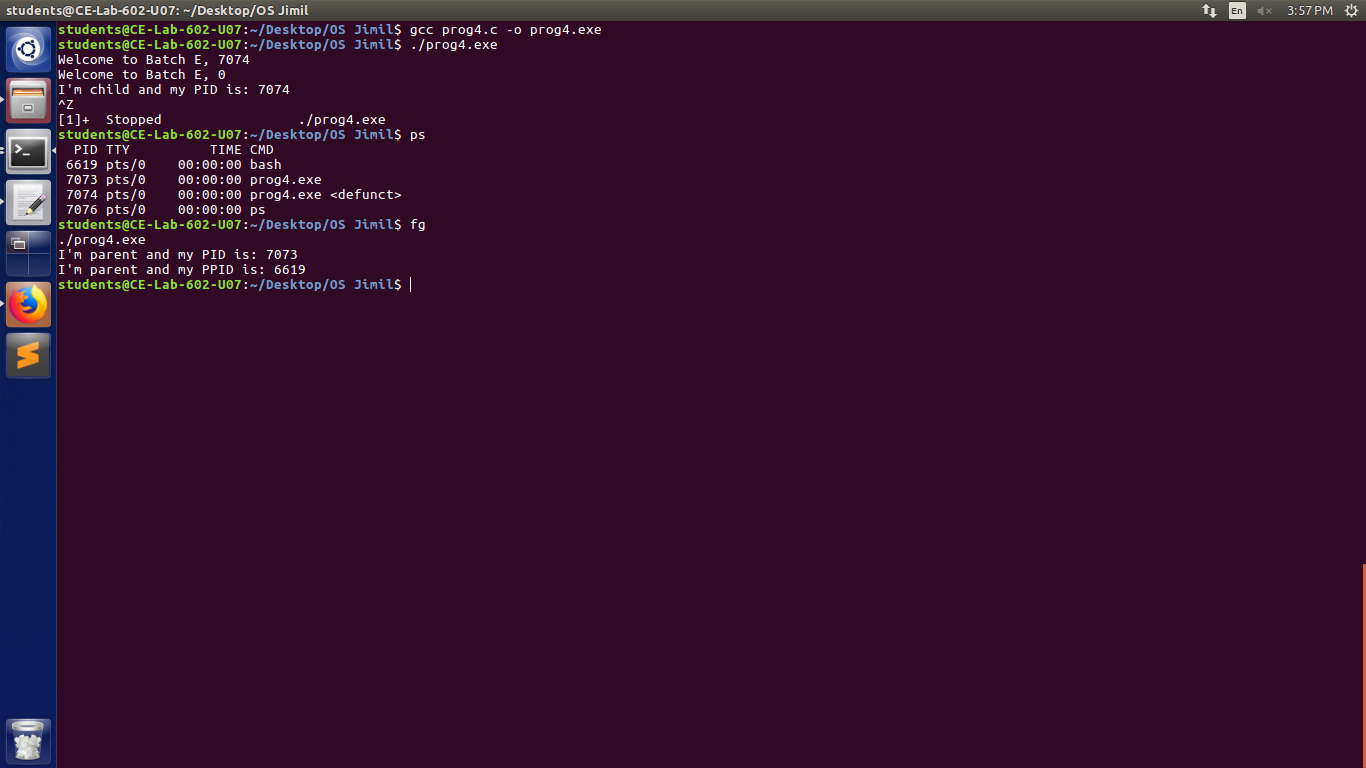 students@CE-Lab-602-U07: ~/Desktop/OS Jimil
En
3:57 PM
students@CE-Lab-602-U07:~/Desktop/OS Jimil$ gcc prog4.c -o prog4.exe
students@CE-Lab-602-U07:~/Desktop/OS Jimil$ ./prog4.exe
Welcome to Batch E, 7074
Welcome to Batch E, 0
I'm child and my PID is: 7074
^Z
[1]+  Stopped                 ./prog4.exe
students@CE-Lab-602-U07:~/Desktop/OS Jimil$ ps
  PID TTY          TIME CMD
 6619 pts/0    00:00:00 bash
 7073 pts/0    00:00:00 prog4.exe
 7074 pts/0    00:00:00 prog4.exe <defunct>
 7076 pts/0    00:00:00 ps
students@CE-Lab-602-U07:~/Desktop/OS Jimil$ fg
./prog4.exe
I'm parent and my PID is: 7073
I'm parent and my PPID is: 6619
students@CE-Lab-602-U07:~/Desktop/OS Jimil$